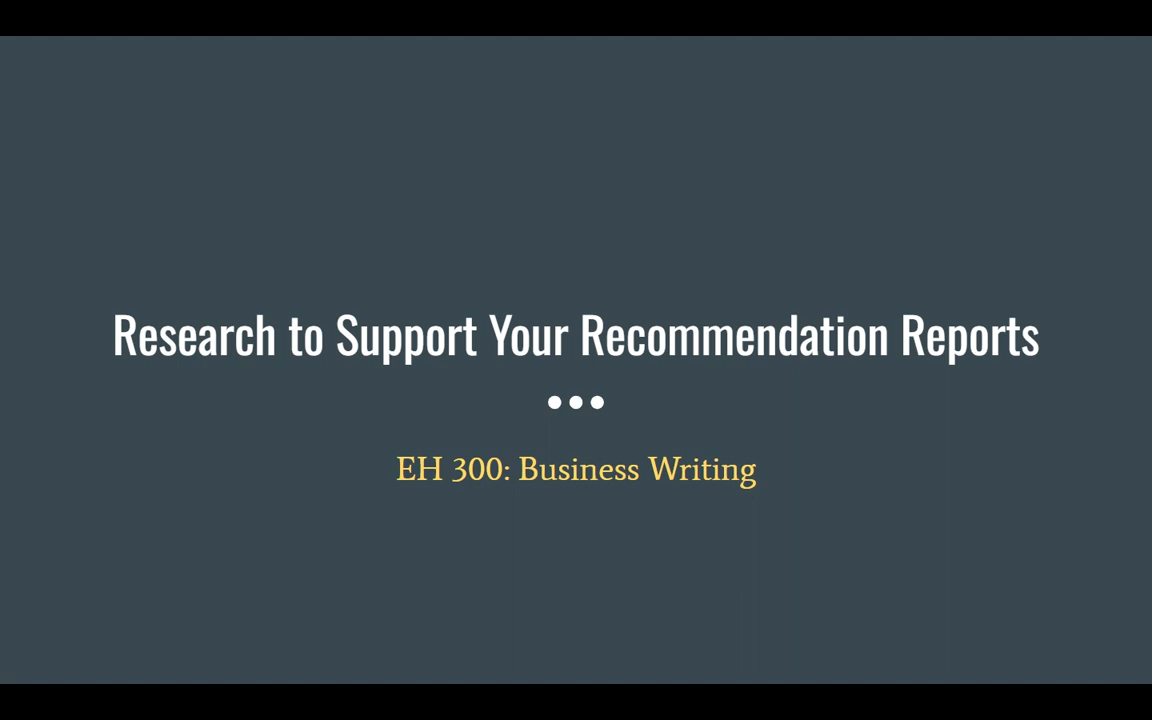 Research to Support Your Recommendation Reports
EH 300: Business Writing